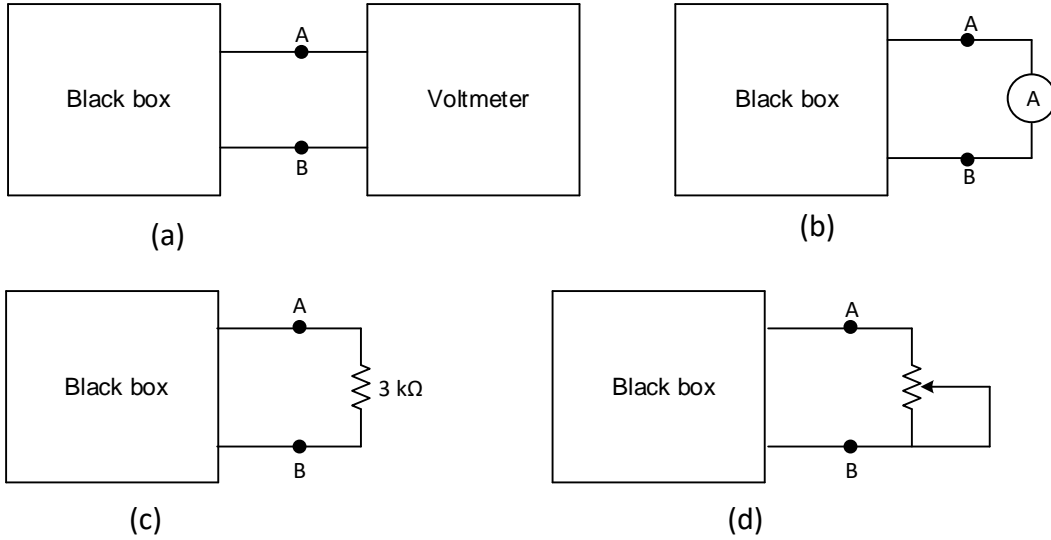 Black box
A
B
Voltmeter
(a)
Black box
A
A
B
(b)
Black box
A
3 kΩ
B
(c)
Black box
A
B
(d)